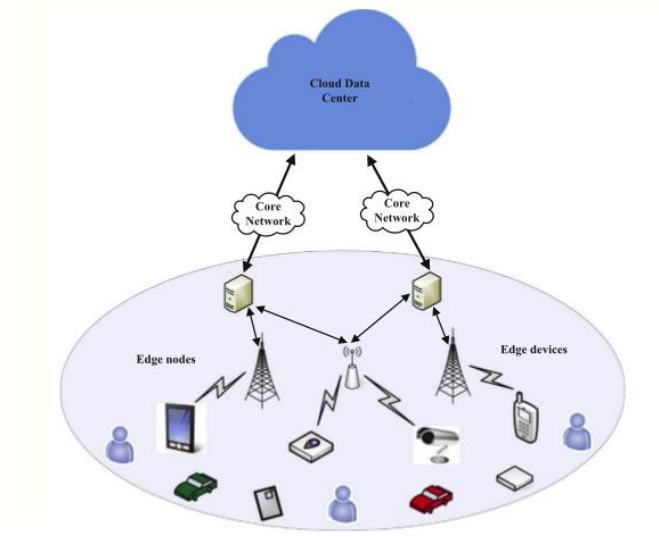 Cloud Data
Center
Core
Network
Core
Network
Edge nodes
Edge devices